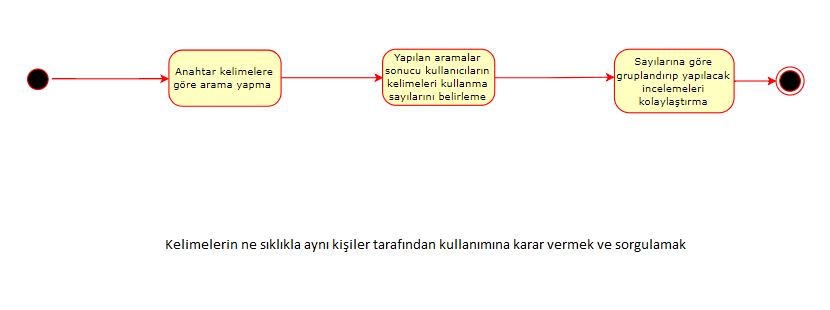 Anahtar kelimelere
göre arama yapma
Yapılan aramalar
sonucu kullanıcıların
kelimeleri kullanma
sayılarını belirleme
Sayılarına göre
gruplandırıp yapılacak
incelemeleri
kolaylaştırma
Kelimelerin ne sıklıkla aynı kişiler tarafından kullanımına karar vermek ve sorgulamak